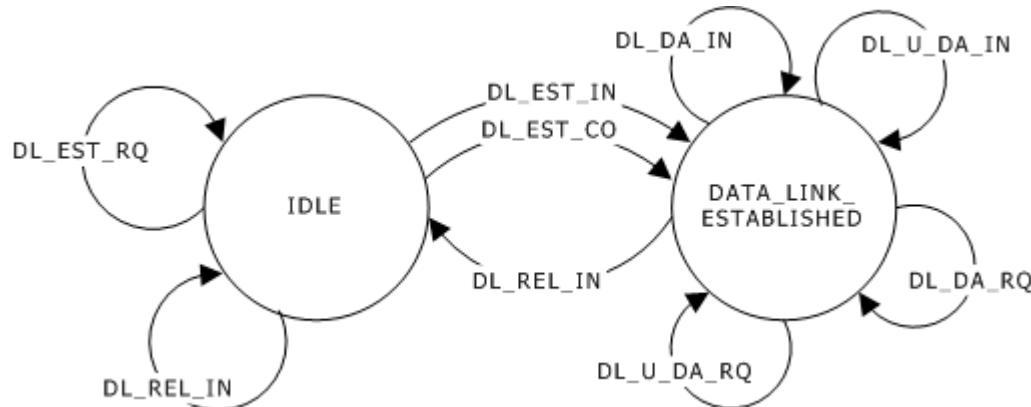 DL_DA_IN
DL_U_DA_IN
DL_EST_IN
DL_EST_CO
DL_EST_RQ
IDLE
DATA_LINK_
ESTABLISHED
DL_REL_IN
DL_DA_RQ
DL_U_DA_RQ
DL_REL_IN